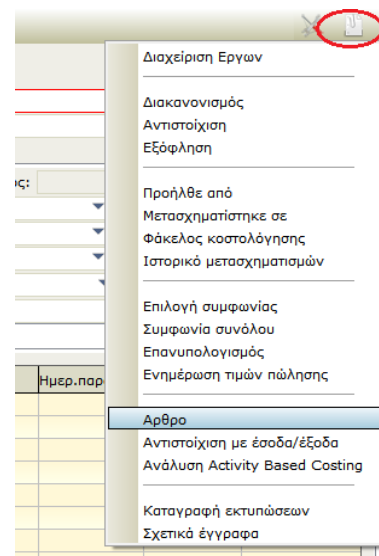 Διαχείριση Εργων
Διακανονισμός
Αντιστοίχιση
Εξόφληση
ος:
Προήλθε από
Μετασχηματίστηκε σε
Φάκελος κοστολόγησης
Ιστορικό μετασχηματισμών
Επιλογή συμφωνίας
Συμφωνία συνόλου
Επανυπολογισμός
Ενημέρωση τιμών πώλησης
Ημερ.παρ
Αρθρο
Αντιστοίχιση με έσοδα/έξοδα
Ανάλυση Activity Based Costing
Καταγραφή εκτυπώσεων
Σχετικά έγγραφα